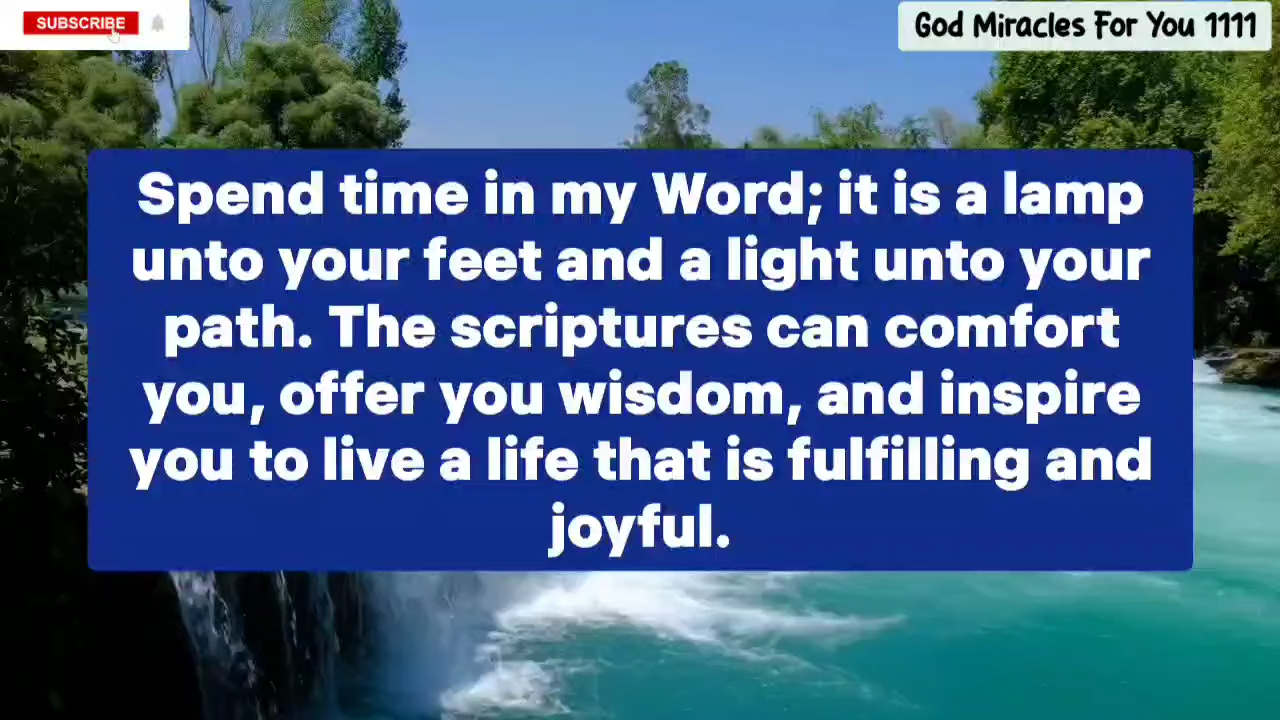 SUBSCRIBE
God Miracles For You 1111
Spend time in my Word; it is a lamp
unto your feet and a light unto your
path. The scriptures can comfort
you, offer you wisdom, and inspire
you to live a life that is fulfilling and
joyful.